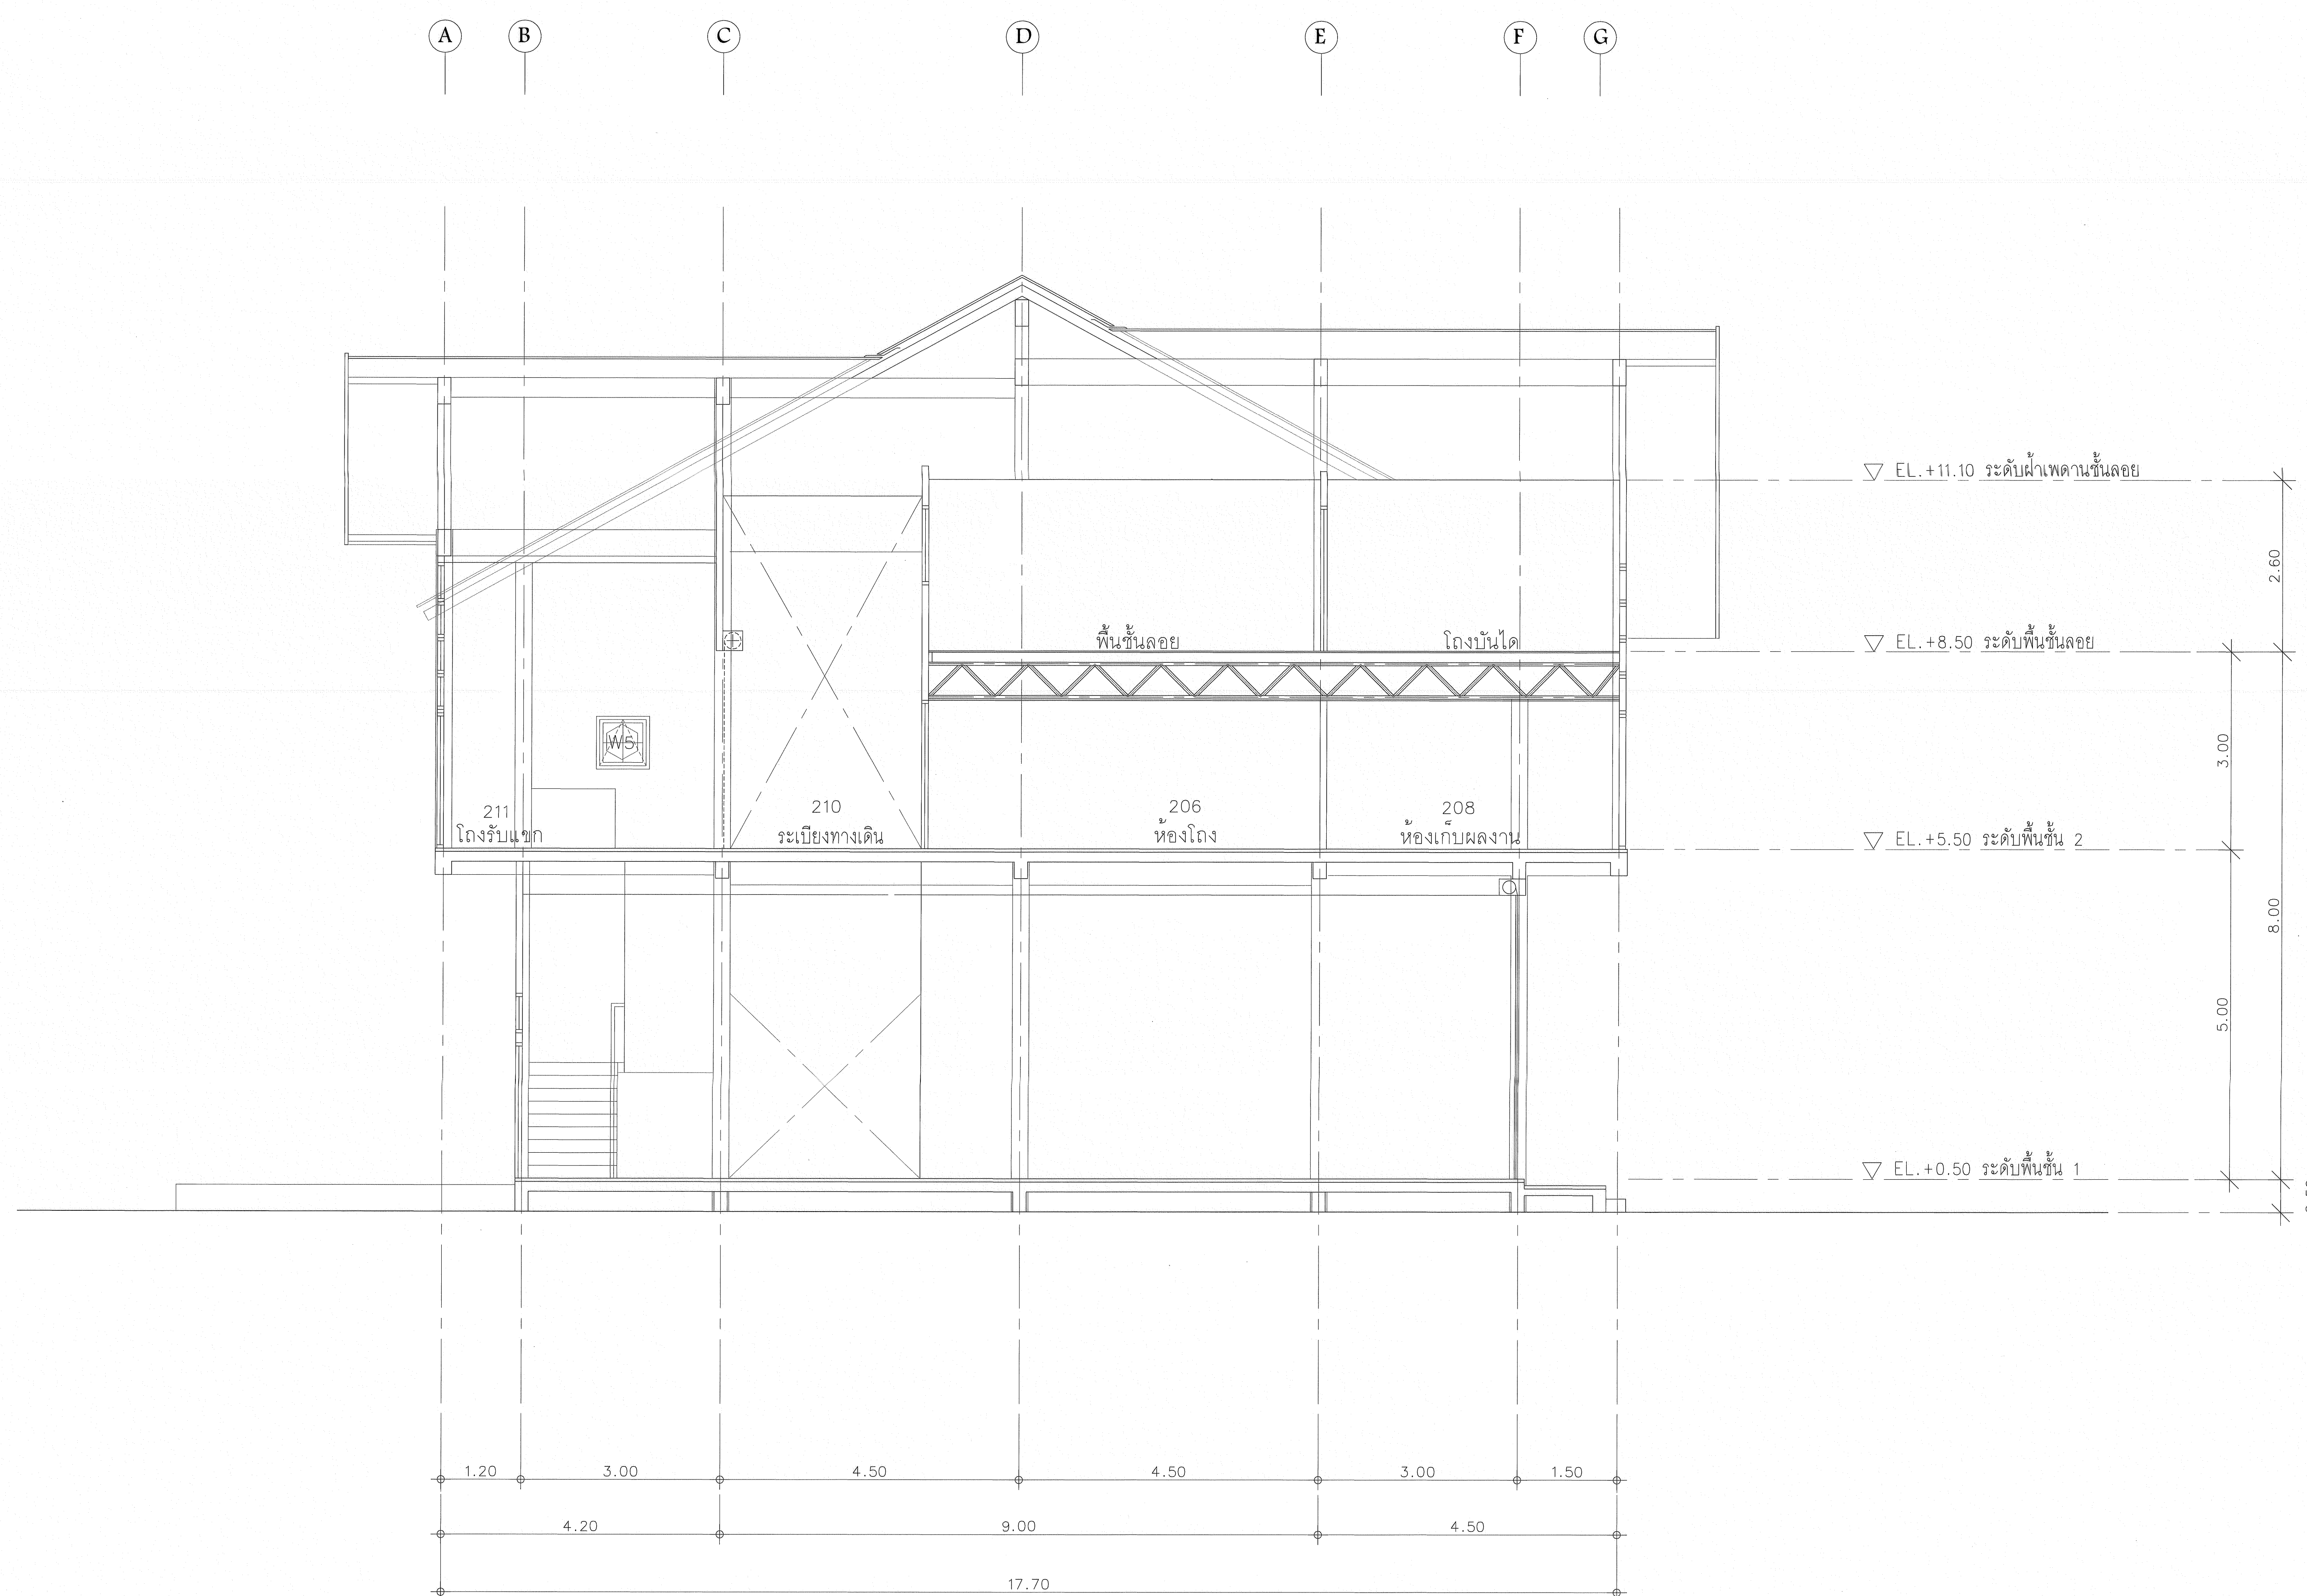 A B C D E F G
EL.+11.10 ระดับฝ้าเพดานชั้นลอย
2.60
พื้นชั้นลอย
โถงบันได
EL.+8.50 ระดับพื้นชั้นลอย
W5
3.00
211
โถงรับแขก
210
ระเบียงทางเดิน
206
ห้องโถง
208
ห้องเก็บผลงาน
EL.+5.50 ระดับพื้นชั้น 2
8.00
5.00
EL.+0.50 ระดับพื้นชั้น 1
1.20 3.00 4.50 4.50 3.00 1.50
4.20 9.00 4.50
17.70